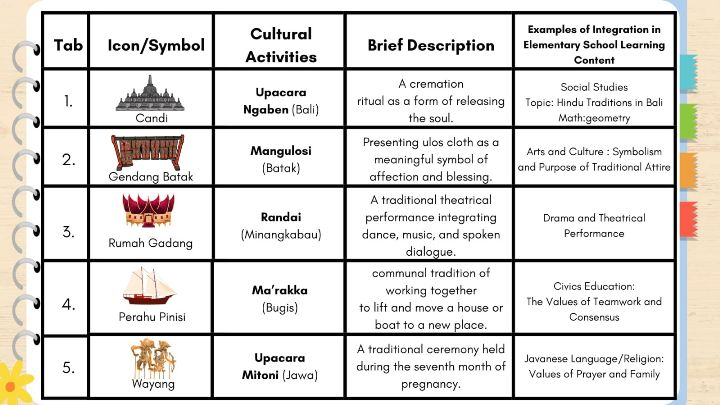 Tab
Icon/Symbol
Cultural
Activities
Brief Description
Examples of Integration in
Elementary School Learning
Content
1.
Candi
Upacara
Ngaben (Bali)
A cremation
ritual as a form of releasing
the soul.
Social Studies
Topic: Hindu Traditions in Bali
Math:geometry
2.
Gendang Batak
Mangulosi
(Batak)
Presenting ulos cloth as a
meaningful symbol of
affection and blessing.
Arts and Culture : Symbolism
and Purpose of Traditional Attire
3.
Rumah Gadang
Randai
(Minangkabau)
A traditional theatrical
performance integrating
dance, music, and spoken
dialogue.
Drama and Theatrical
Performance
4.
Perahu Pinisi
Ma'rakka
(Bugis)
communal tradition of
working together
to lift and move a house or
boat to a new place.
Civics Education:
The Values of Teamwork and
Consensus
5.
Wayang
Upacara
Mitoni (Jawa)
A traditional ceremony held
during the seventh month of
pregnancy.
Javanese Language/Religion:
Values of Prayer and Family